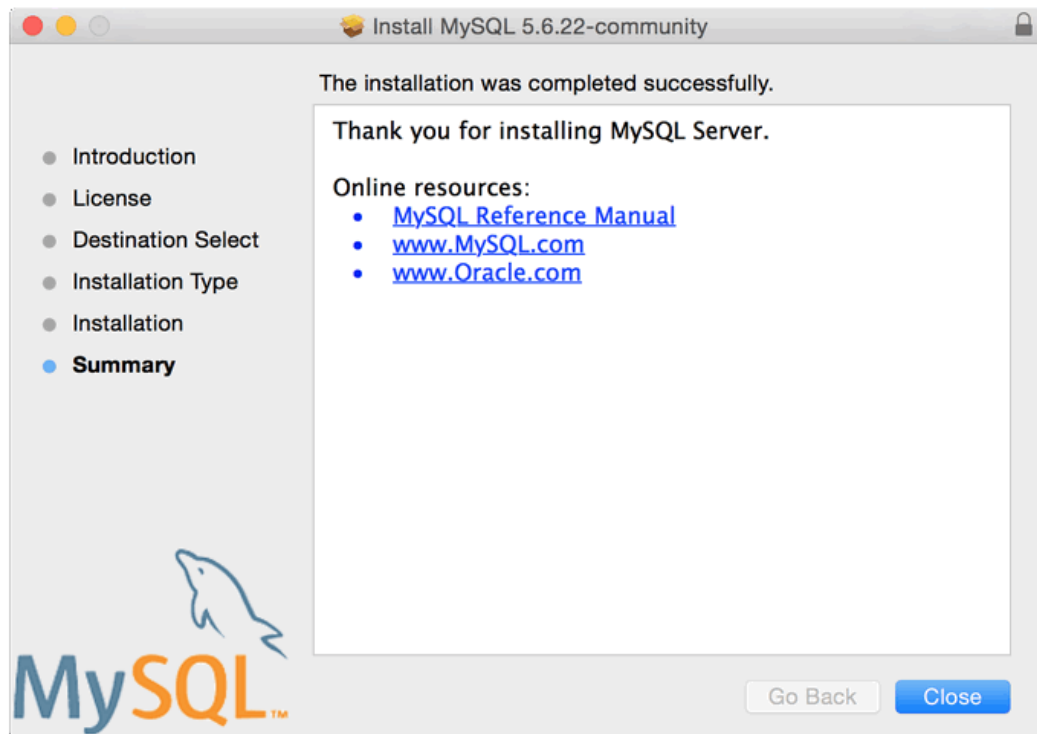 Install MySQL 5.6.22-community
The installation was completed successfully.
Introduction
License
Destination Select
Installation Type
Installation
Summary
Thank you for installing MySQL Server.
Online resources:
• MySQL Reference Manual
• www.MySQL.com
• www.Oracle.com
MySQL™
Go Back
Close